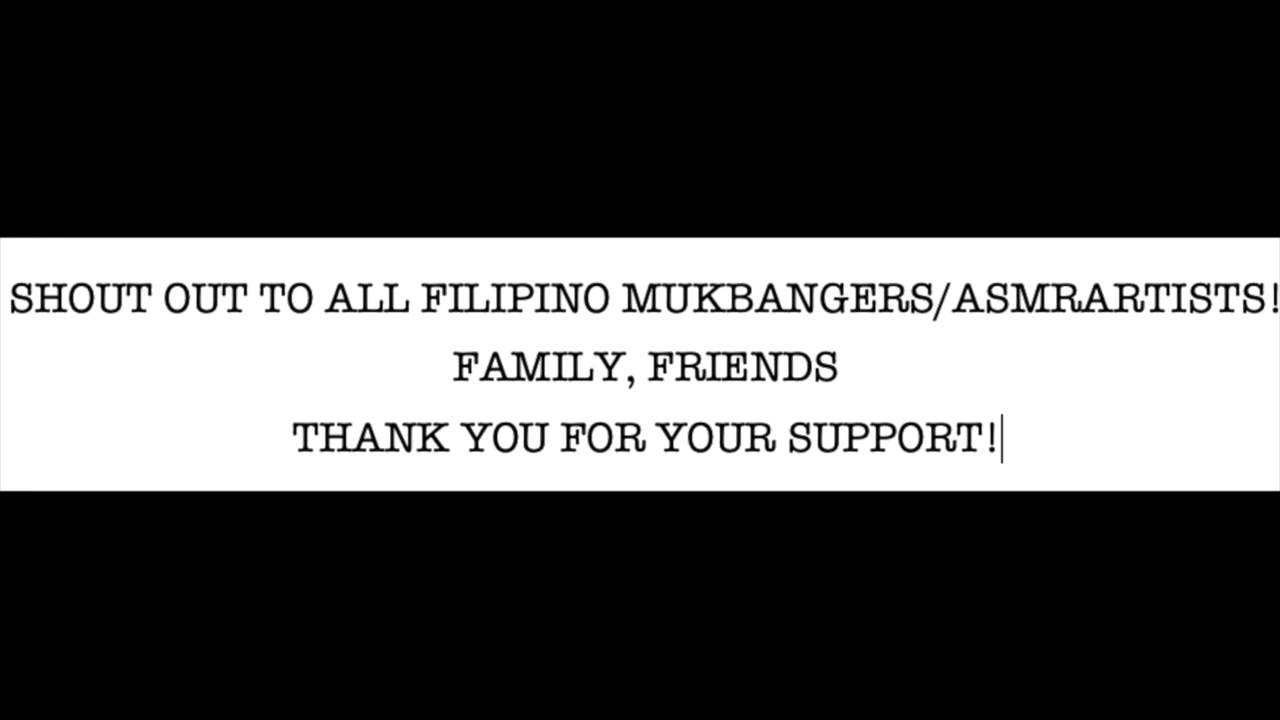 SHOUT OUT TO ALL FILIPINO MUKBANGERS/ASMRARTISTS!
FAMILY, FRIENDS
THANK YOU FOR YOUR SUPPORT!